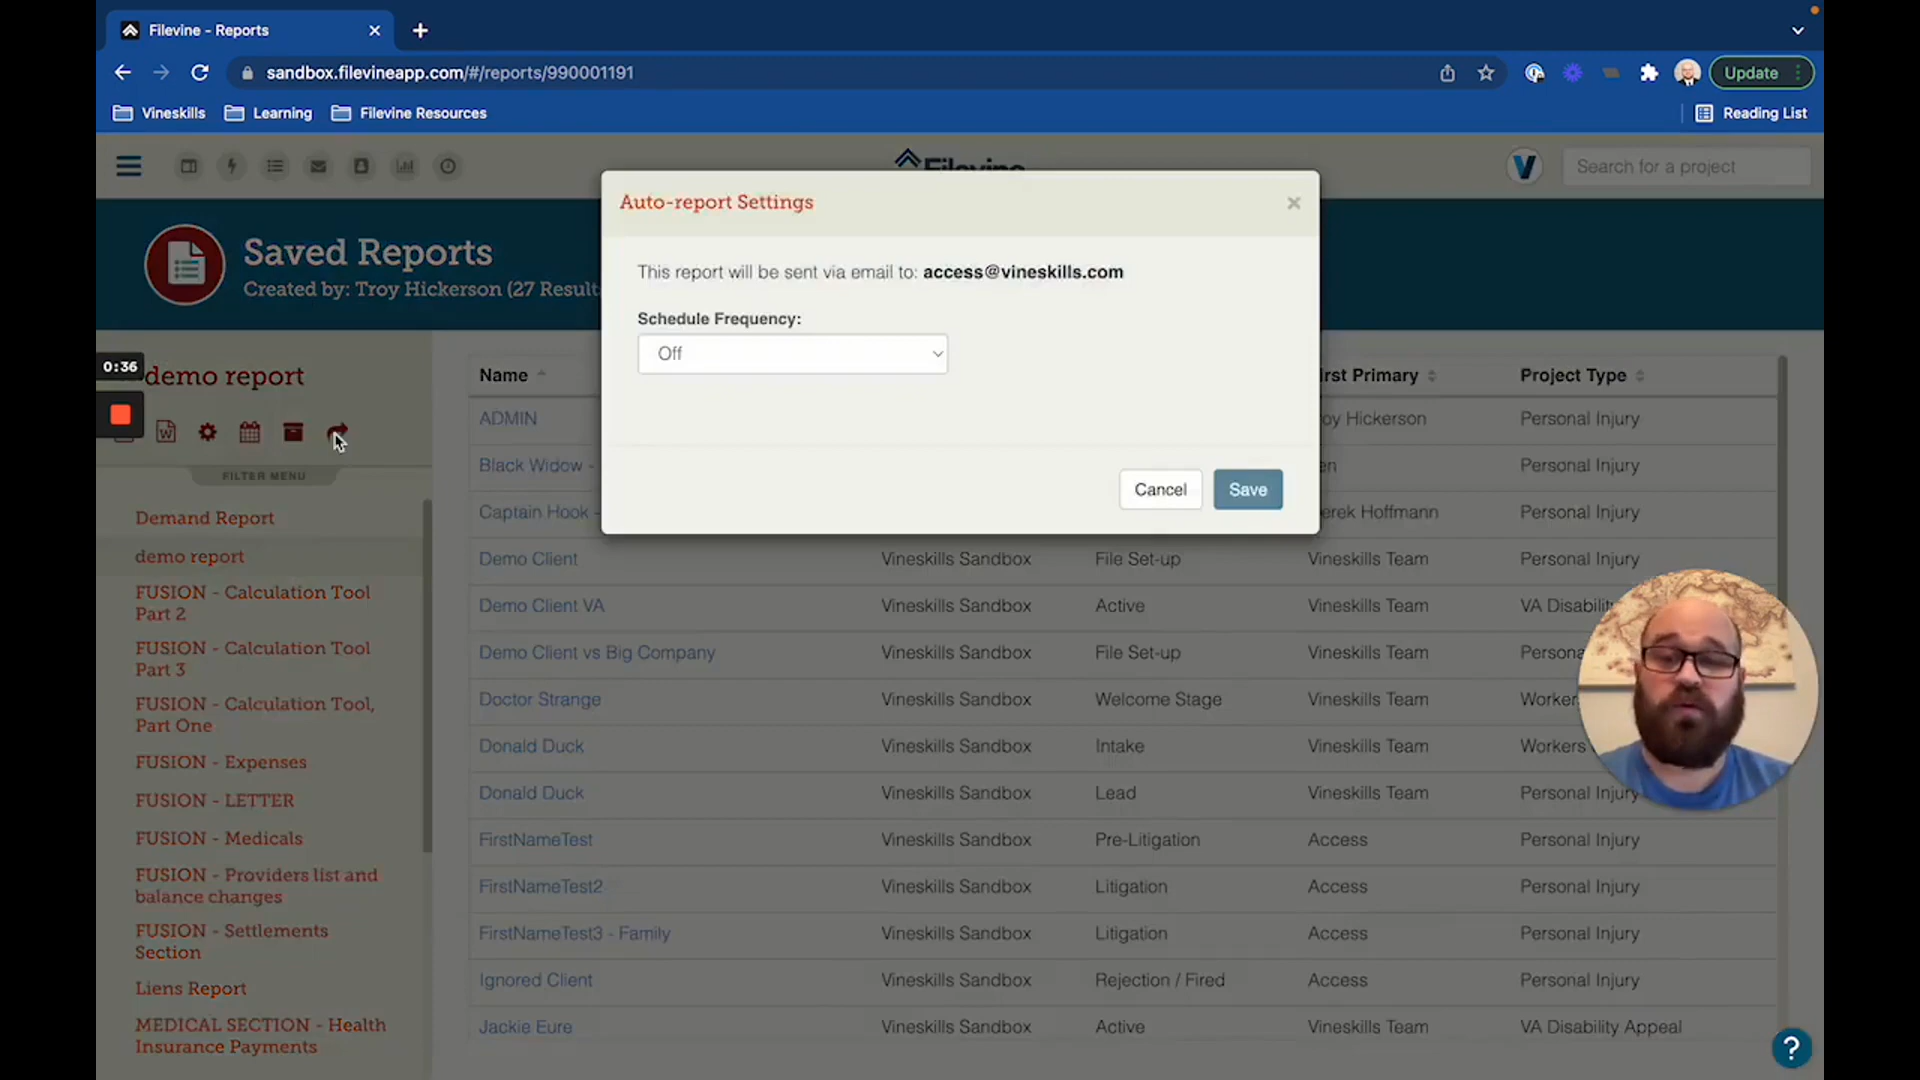 Filevine - Reports
sandbox.filevineapp.com/#/reports/990001191
Update
Vineskills
Learning
Filevine Resources
Reading List
Filevine
Search for a project
Saved Reports
Created by: Troy Hickerson (27 Result
Auto-report Settings
This report will be sent via email to: access@vineskills.com
Schedule Frequency:
Off
Cancel
Save
0:36
demo report
FILTER MENU
Demand Report
demo report
FUSION - Calculation Tool
Part 2
FUSION - Calculation Tool
Part 3
FUSION - Calculation Tool,
Part One
FUSION - Expenses
FUSION - LETTER
FUSION - Medicals
FUSION - Providers list and
balance changes
FUSION - Settlements
Section
Liens Report
MEDICAL SECTION - Health
Insurance Payments
Name
rst Primary
Project Type
ADMIN
oy Hickerson
Personal Injury
Black Widow -
en
Personal Injury
Captain Hook -
erek Hoffmann
Personal Injury
Demo Client
Vineskills Sandbox
File Set-up
Vineskills Team
Personal Injury
Demo Client VA
Vineskills Sandbox
Active
Vineskills Team
VA Disability
Demo Client vs Big Company
Vineskills Sandbox
File Set-up
Vineskills Team
Persona
Doctor Strange
Vineskills Sandbox
Welcome Stage
Vineskills Team
Worker
Donald Duck
Vineskills Sandbox
Intake
Vineskills Team
Workers
Donald Duck
Vineskills Sandbox
Lead
Vineskills Team
Personal Injury
FirstNameTest
Vineskills Sandbox
Pre-Litigation
Access
Personal Injury
FirstNameTest2
Vineskills Sandbox
Litigation
Access
Personal Injury
FirstNameTest3 - Family
Vineskills Sandbox
Litigation
Access
Personal Injury
Ignored Client
Vineskills Sandbox
Rejection / Fired
Access
Personal Injury
Jackie Eure
Vineskills Sandbox
Active
Vineskills Team
VA Disability Appeal